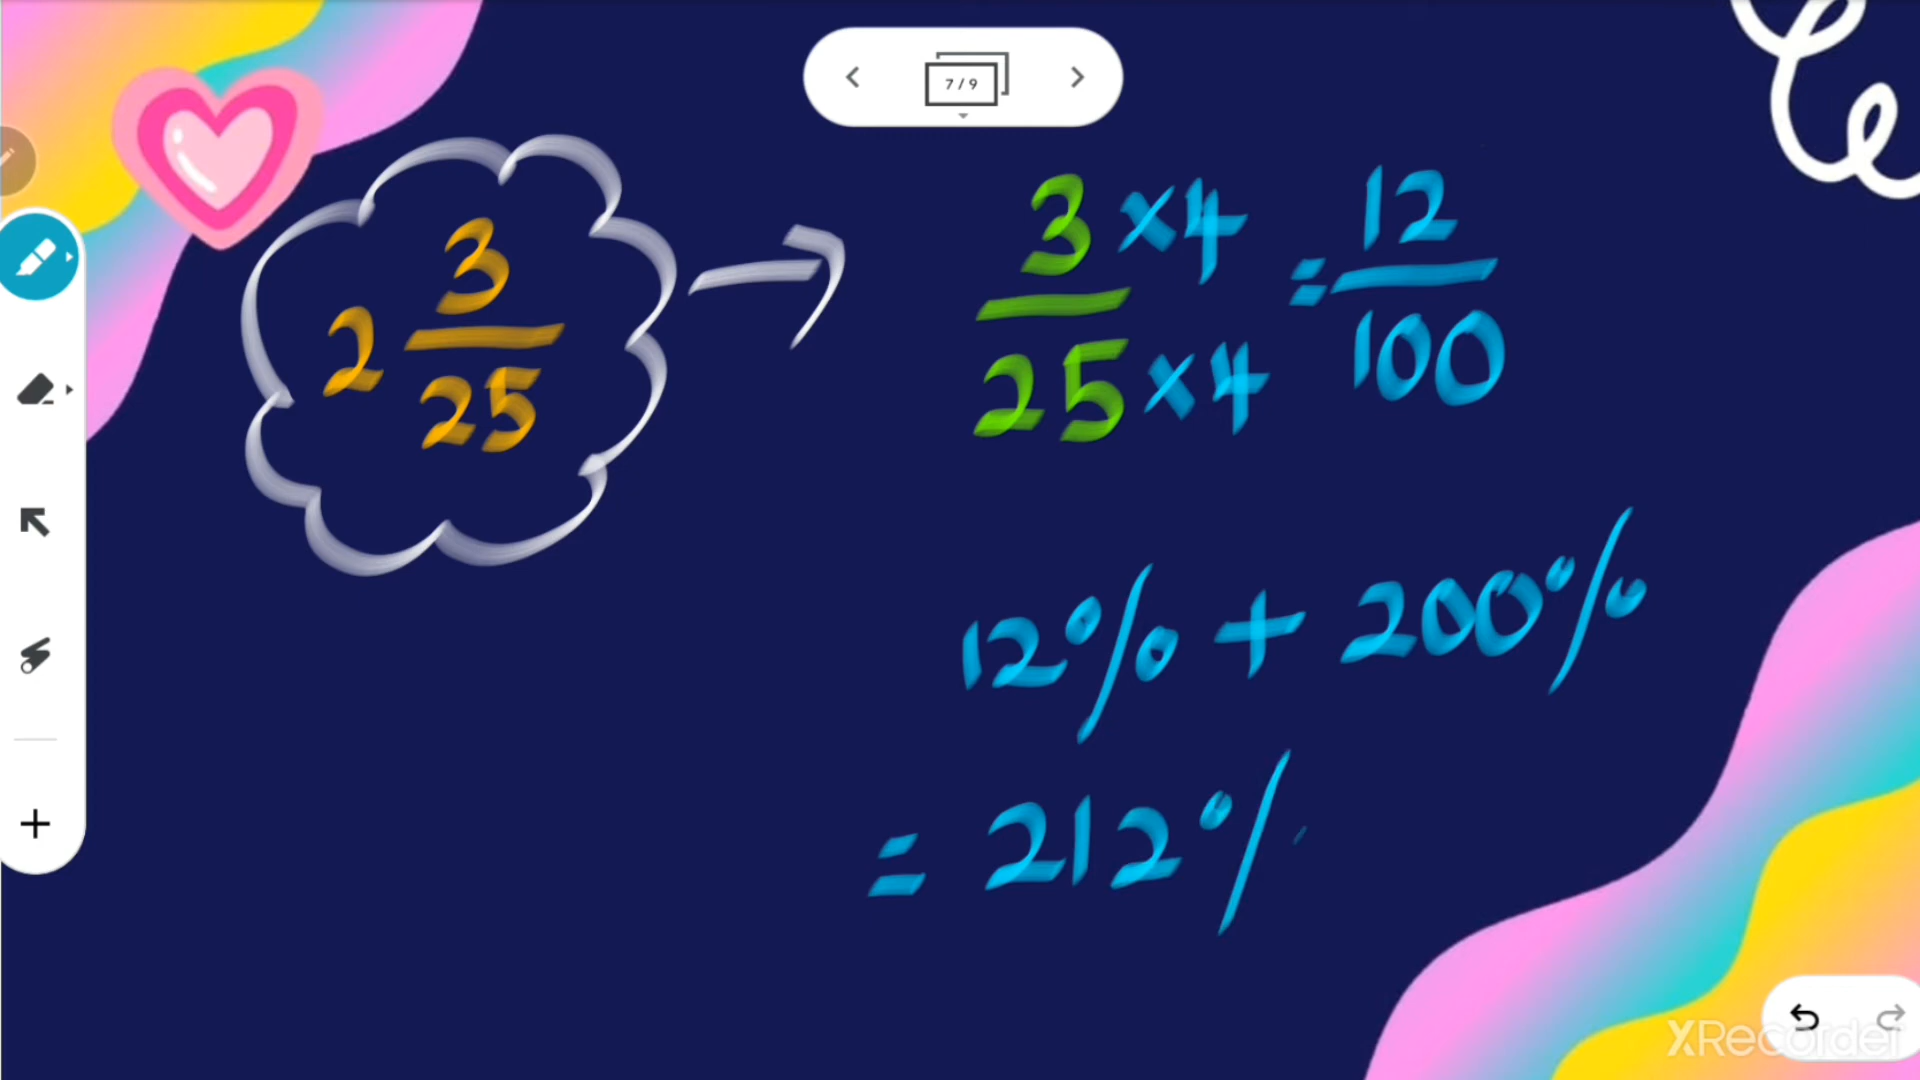 7/9
2 3/25
3 ×4 / 25 ×4 = 12/100
12% + 200%
= 212%
XRecorder